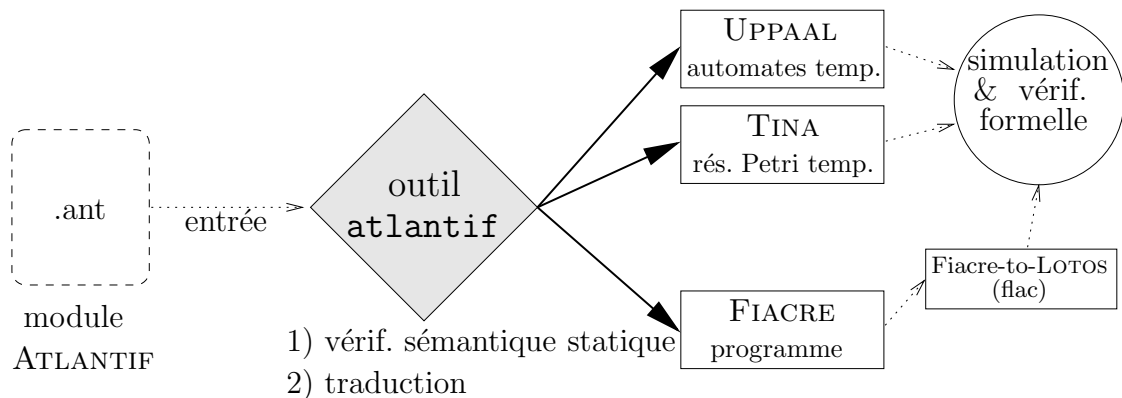 .ant
module
ATLANTIF
entrée
outil
atlantif
1) vérif. sémantique statique
2) traduction
UPPAAL
automates temp.
TINA
rés. Petri temp.
FIACRE
programme
Fiacre-to-LOTOS
(flac)
simulation
& vérif.
formelle